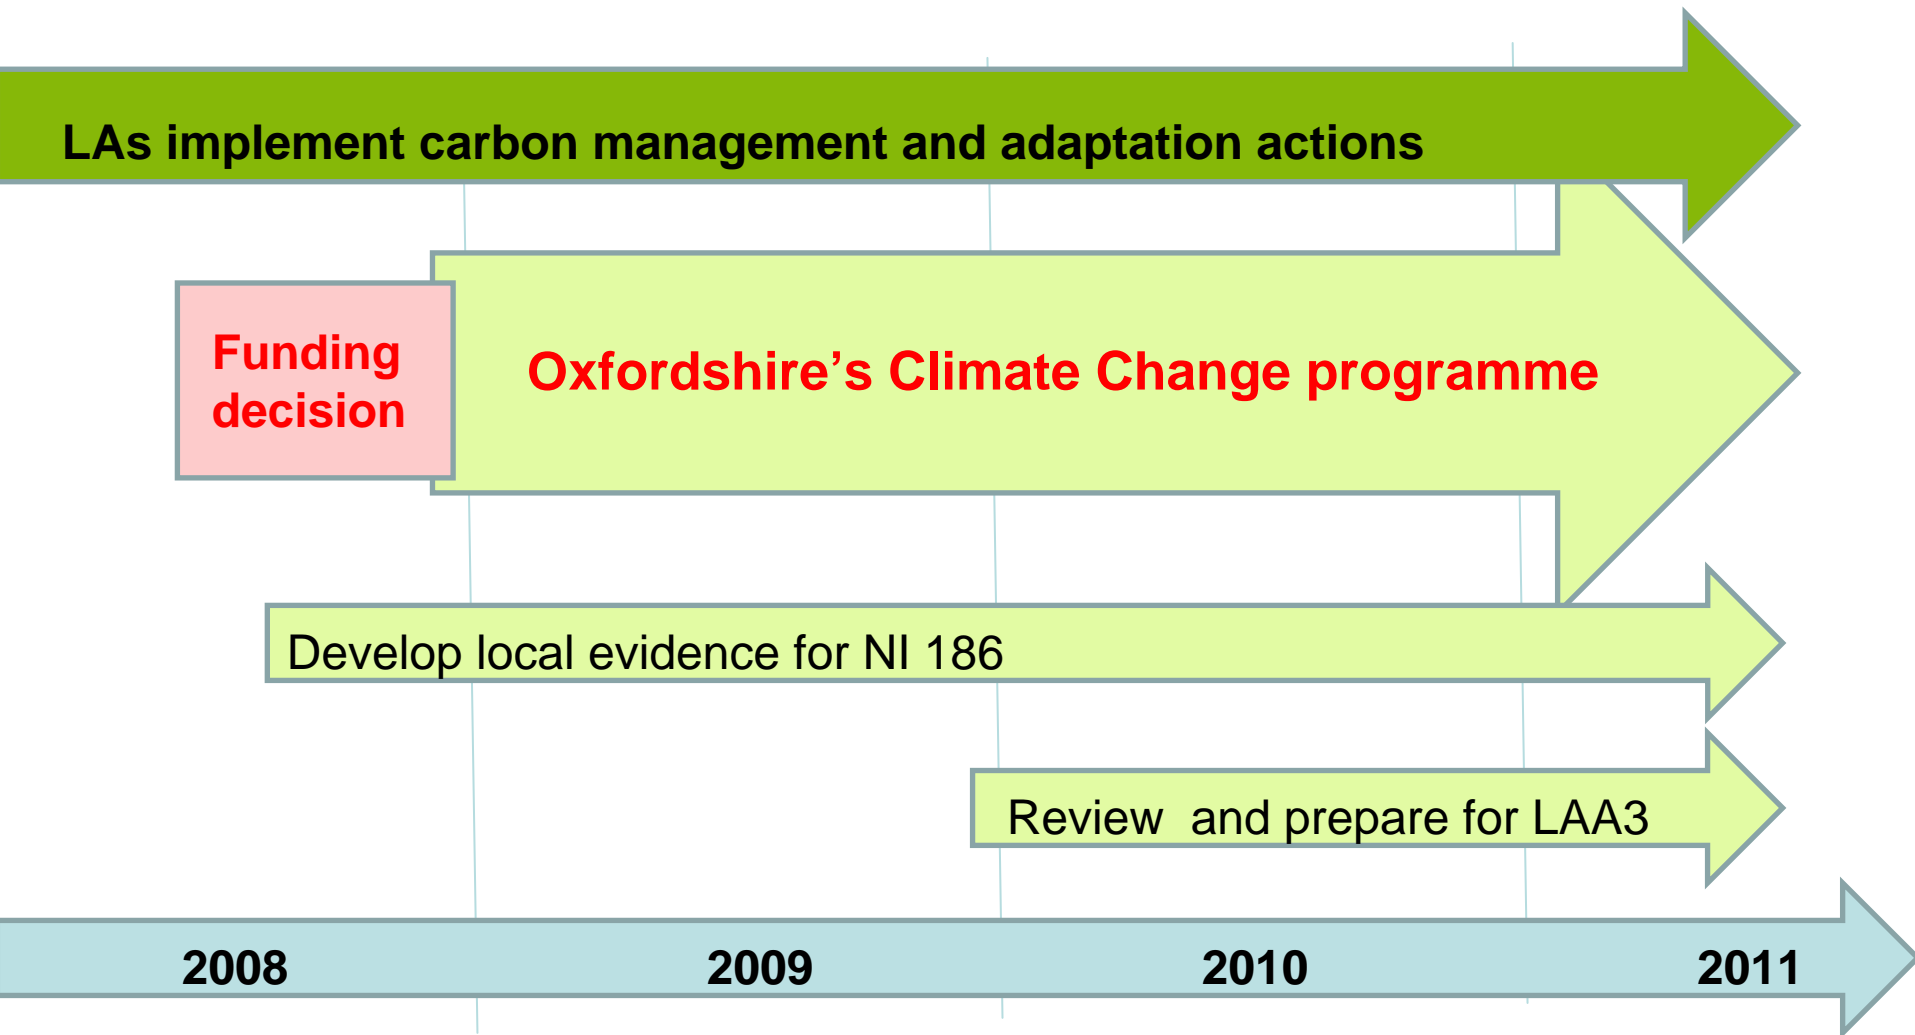 LAs implement carbon management and adaptation actions
Funding
decision
Oxfordshire’s Climate Change programme
Develop local evidence for NI 186
Review  and prepare for LAA3
2008 2009 2010 2011